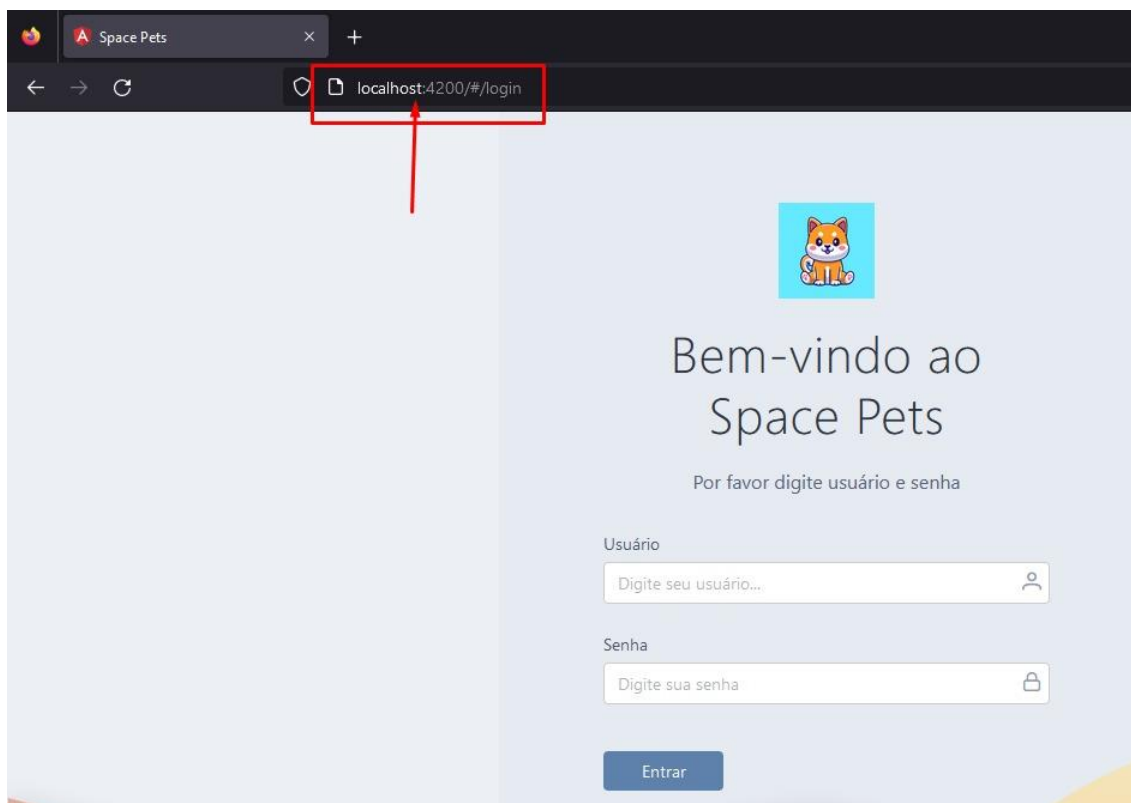 Space Pets
localhost:4200/#/login
Bem-vindo ao
Space Pets
Por favor digite usuário e senha
Usuário
Digite seu usuário...
Senha
Digite sua senha
Entrar